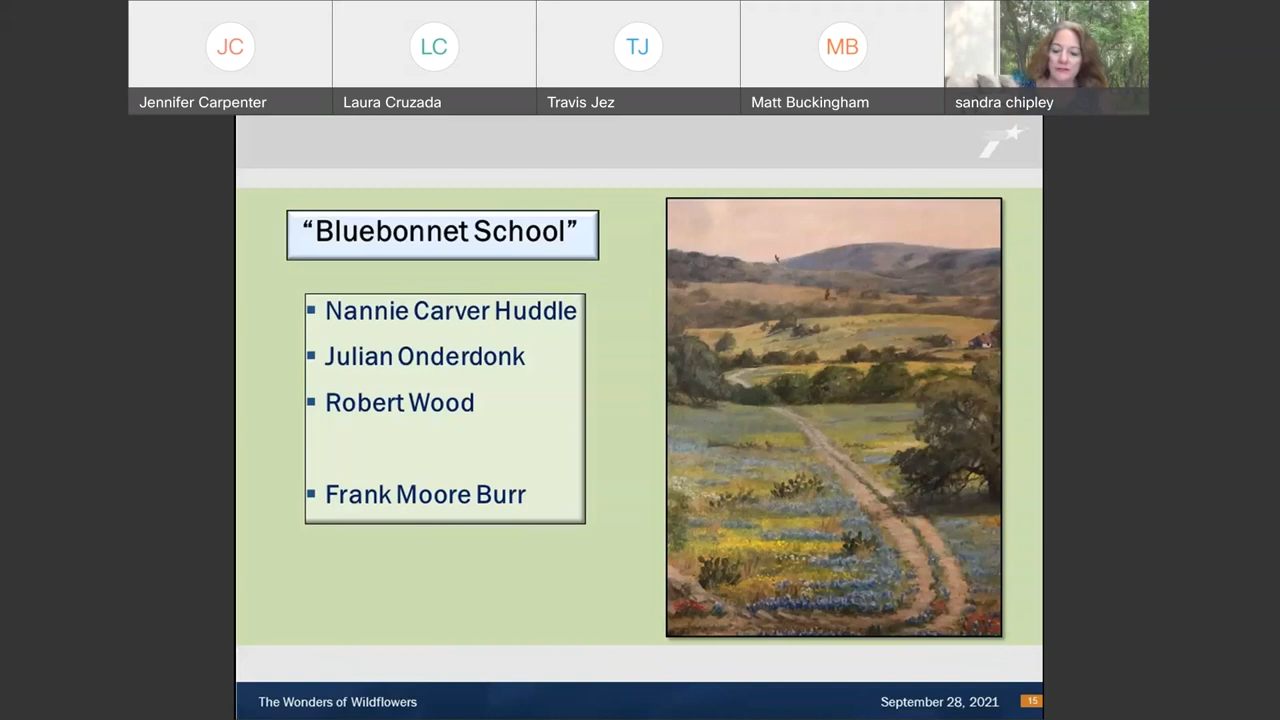 JC
LC
TJ
MB
Jennifer Carpenter
Laura Cruzada
Travis Jez
Matt Buckingham
sandra chipley
“Bluebonnet School”
Nannie Carver Huddle
Julian Onderdonk
Robert Wood
Frank Moore Burr
The Wonders of Wildflowers
September 28, 2021
15